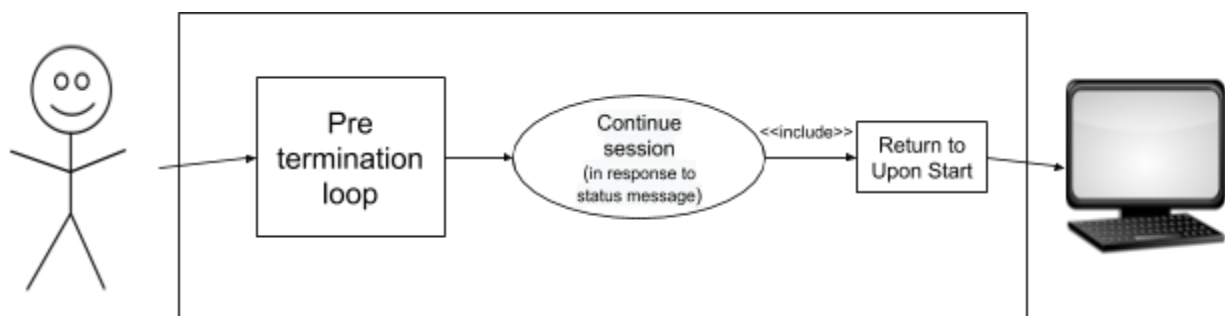 Pre
termination
loop
Continue
session
(in response to
status message)
<<include>>
Return to
Upon Start